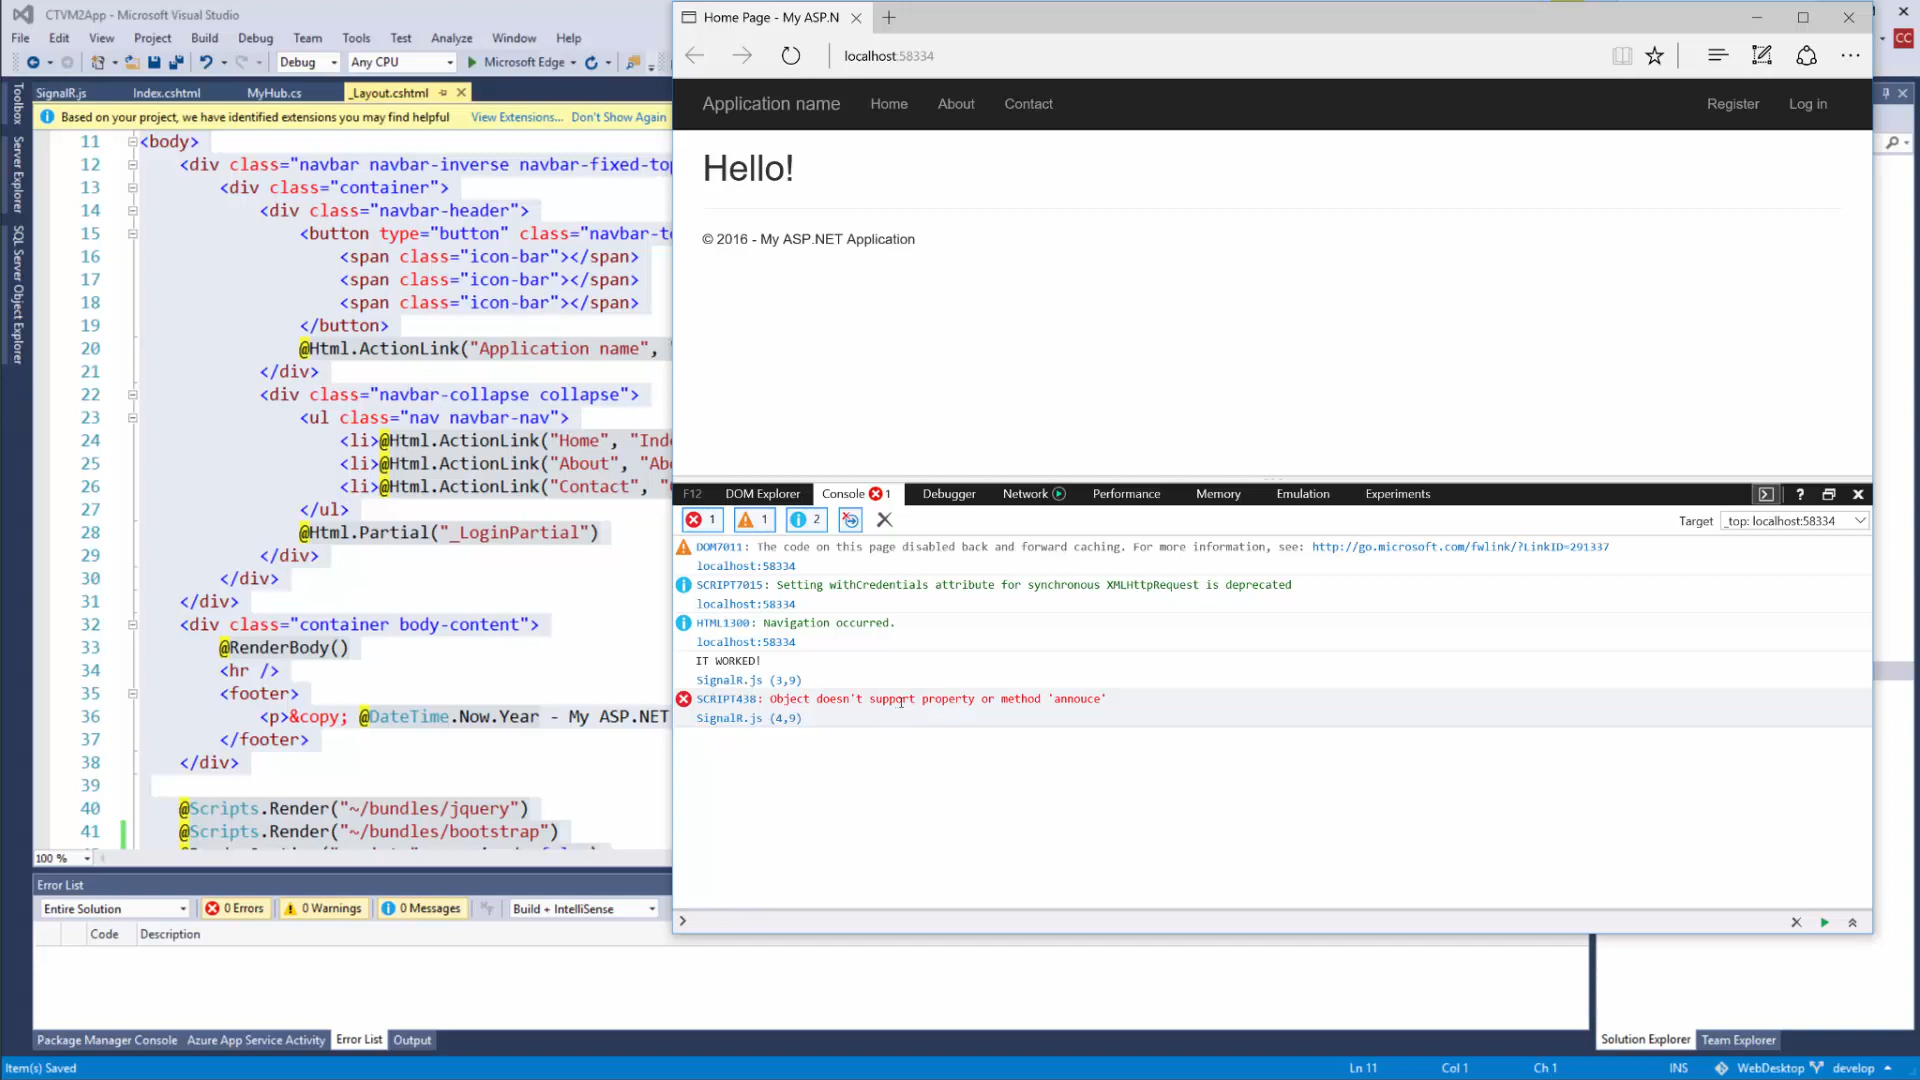 CTVM2App - Microsoft Visual Studio
File Edit View Project Build Debug Team Tools Test Analyze Window Help
Debug Any CPU Microsoft Edge
SignalR.js Index.cshtml MyHub.cs _Layout.cshtml
Based on your project, we have identified extensions you may find helpful View Extensions... Don't Show Again
Toolbox
Server Explorer
SQL Server Object Explorer
11 <body>
12 <div class="navbar navbar-inverse navbar-fixed-top
13 <div class="container">
14 <div class="navbar-header">
15 <button type="button" class="navbar-to
16 <span class="icon-bar"></span>
17 <span class="icon-bar"></span>
18 <span class="icon-bar"></span>
19 </button>
20 @Html.ActionLink("Application name", 
21 </div>
22 <div class="navbar-collapse collapse">
23 <ul class="nav navbar-nav">
24 <li>@Html.ActionLink("Home", "Inde
25 <li>@Html.ActionLink("About", "Abo
26 <li>@Html.ActionLink("Contact", "C
27 </ul>
28 @Html.Partial("_LoginPartial")
29 </div>
30 </div>
31 </div>
32 <div class="container body-content">
33 @RenderBody()
34 <hr />
35 <footer>
36 <p>&copy; @DateTime.Now.Year - My ASP.NET
37 </footer>
38 </div>
39
40 @Scripts.Render("~/bundles/jquery")
41 @Scripts.Render("~/bundles/bootstrap")
100 %
Error List
Entire Solution 0 Errors 0 Warnings 0 Messages Build + IntelliSense
Code Description
Package Manager Console Azure App Service Activity Error List Output
Item(s) Saved
Home Page - My ASP.N
localhost:58334
Application name Home About Contact Register Log in
Hello!
© 2016 - My ASP.NET Application
F12 DOM Explorer Console 1 Debugger Network Performance Memory Emulation Experiments
1 1 2 Target _top: localhost:58334
DOM7011: The code on this page disabled back and forward caching. For more information, see: http://go.microsoft.com/fwlink/?LinkID=291337
localhost:58334
SCRIPT7015: Setting withCredentials attribute for synchronous XMLHttpRequest is deprecated
localhost:58334
HTML1300: Navigation occurred.
localhost:58334
IT WORKED!
SignalR.js (3,9)
SCRIPT438: Object doesn't support property or method 'annouce'
SignalR.js (4,9)
CC
Solution Explorer Team Explorer
Ln 11 Col 1 Ch 1 INS WebDesktop develop